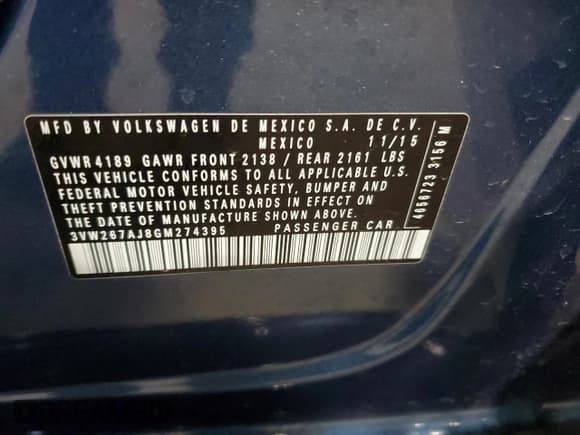 MFD BY VOLKSWAGEN DE MEXICO S.A. DE C.V.
MEXICO 11/15
GVWR 4189 GAWR FRONT 2138 / REAR 2161 LBS
THIS VEHICLE CONFORMS TO ALL APPLICABLE U.S.
FEDERAL MOTOR VEHICLE SAFETY, BUMPER AND
THEFT PREVENTION STANDARDS IN EFFECT ON
THE DATE OF MANUFACTURE SHOWN ABOVE.
3VW267AJ8GM274395 PASSENGER CAR
4656723 3156 M